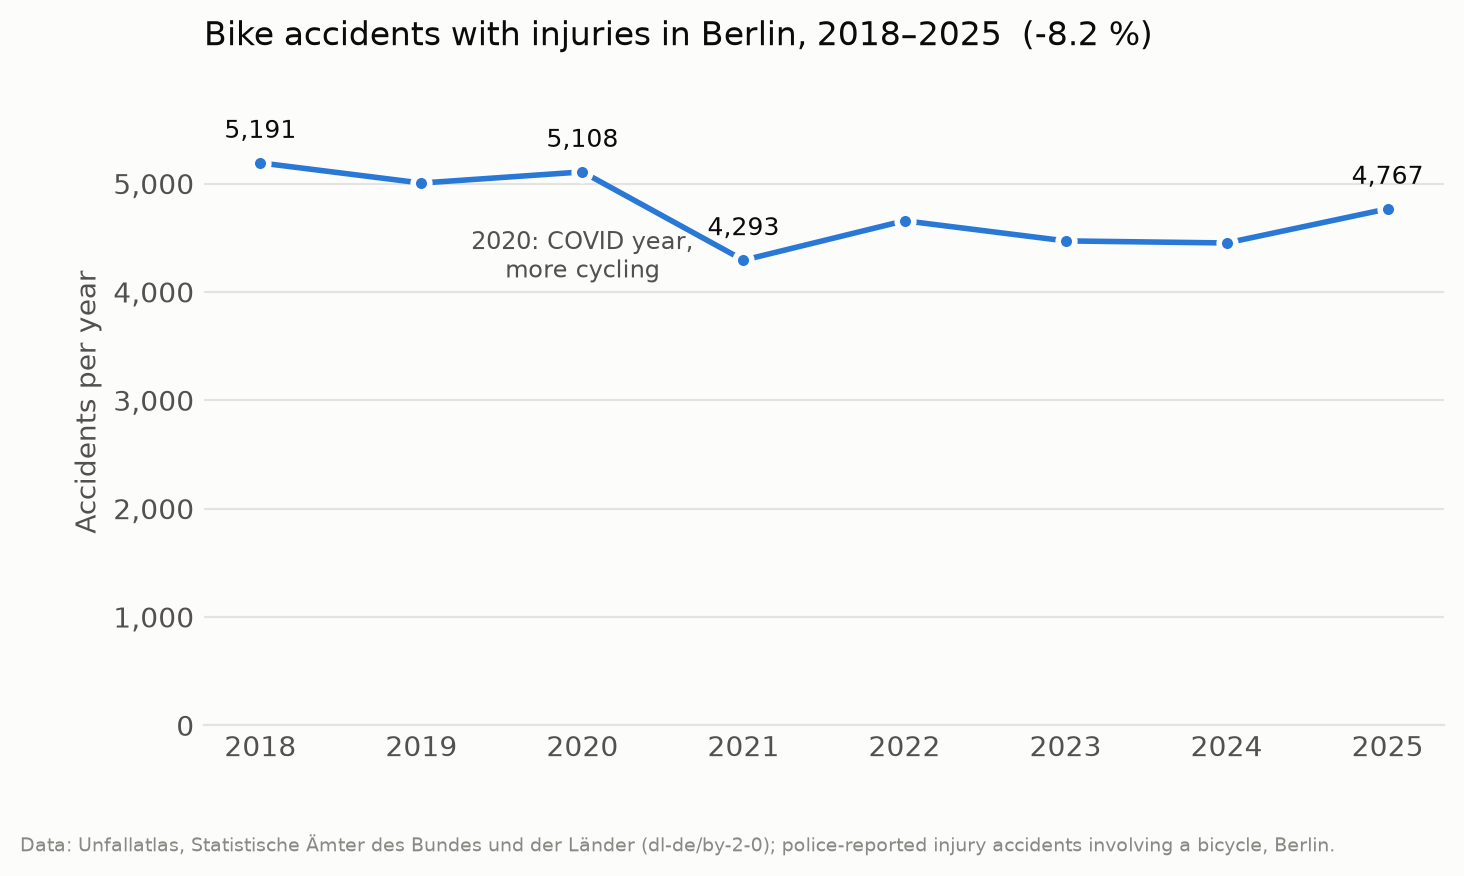 Bike accidents with injuries in Berlin, 2018–2025  (-8.2 %)
5,191
5,108
4,767
5,000
4,293
2020: COVID year,
more cycling
4,000
Accidents per year
3,000
2,000
1,000
0
2018 2019 2020 2021 2022 2023 2024 2025
Data: Unfallatlas, Statistische Ämter des Bundes und der Länder (dl-de/by-2-0); police-reported injury accidents involving a bicycle, Berlin.